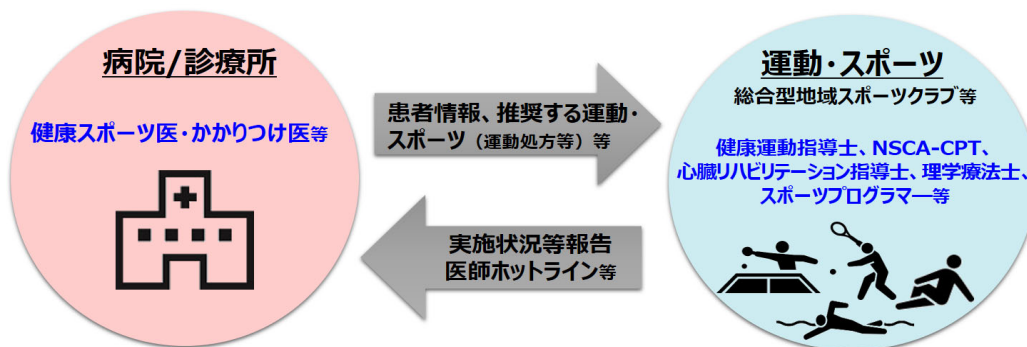 病院/診療所
健康スポーツ医・かかりつけ医等
患者情報、推奨する運動・
スポーツ（運動処方等）等
実施状況等報告
医師ホットライン等
運動・スポーツ
総合型地域スポーツクラブ等
健康運動指導士、NSCA-CPT、
心臓リハビリテーション指導士、理学療法士、
スポーツプログラマー等